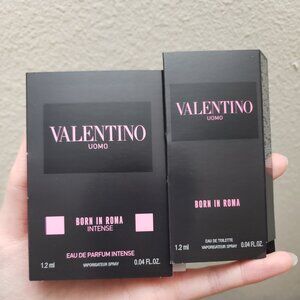 VALENTINO
UOMO
BORN IN ROMA
INTENSE
EAU DE PARFUM INTENSE
VAPORISATEUR SPRAY
1.2 ml
0.04 FL.OZ.
VALENTINO
UOMO
BORN IN ROMA
EAU DE TOILETTE
VAPORISATEUR SPRAY
1.2 ml
0.04 FL.OZ.